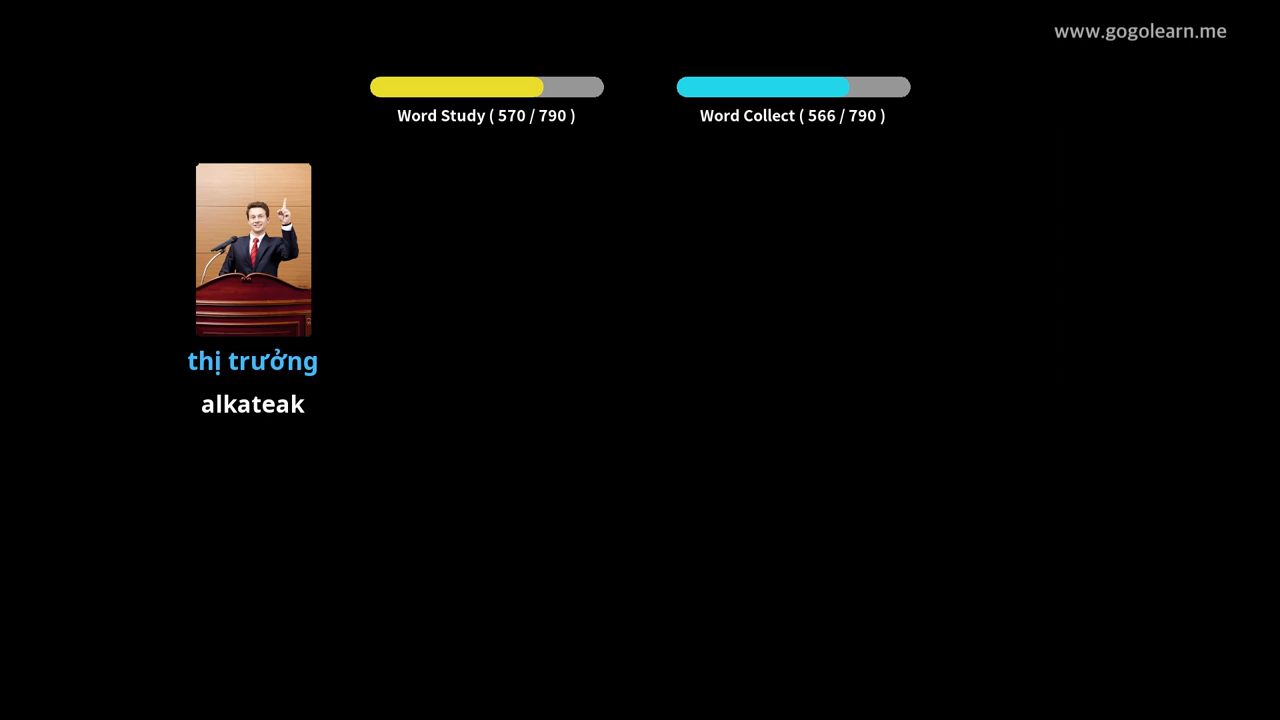 www.gogolearn.me
Word Study ( 570 / 790 )
Word Collect ( 566 / 790 )
thị trưởng
alkateak